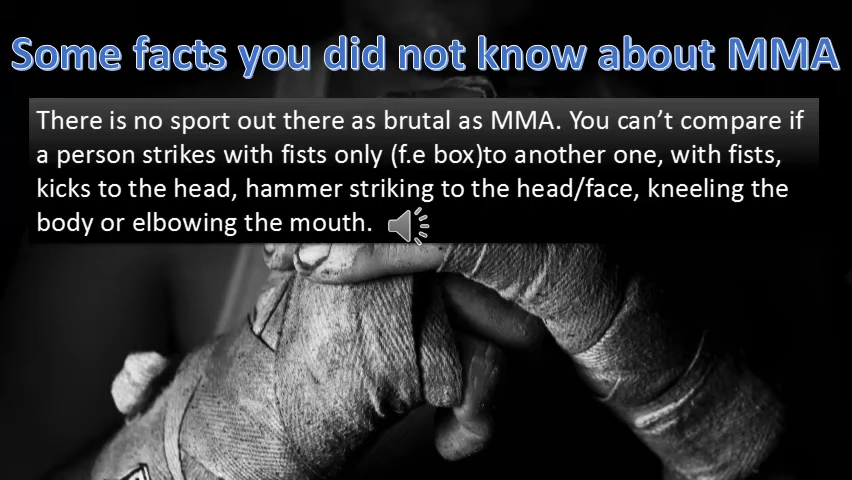 Some facts you did not know about MMA
There is no sport out there as brutal as MMA. You can’t compare if
a person strikes with fists only (f.e box)to another one, with fists,
kicks to the head, hammer striking to the head/face, kneeling the
body or elbowing the mouth.